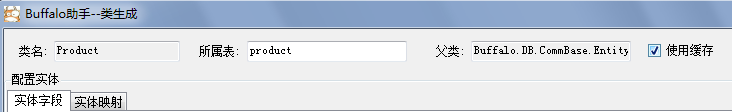 Buffalo助手--类生成
类名: Product 所属表: product 父类: Buffalo.DB.CommBase.Entity 使用缓存
配置实体
实体字段 实体映射